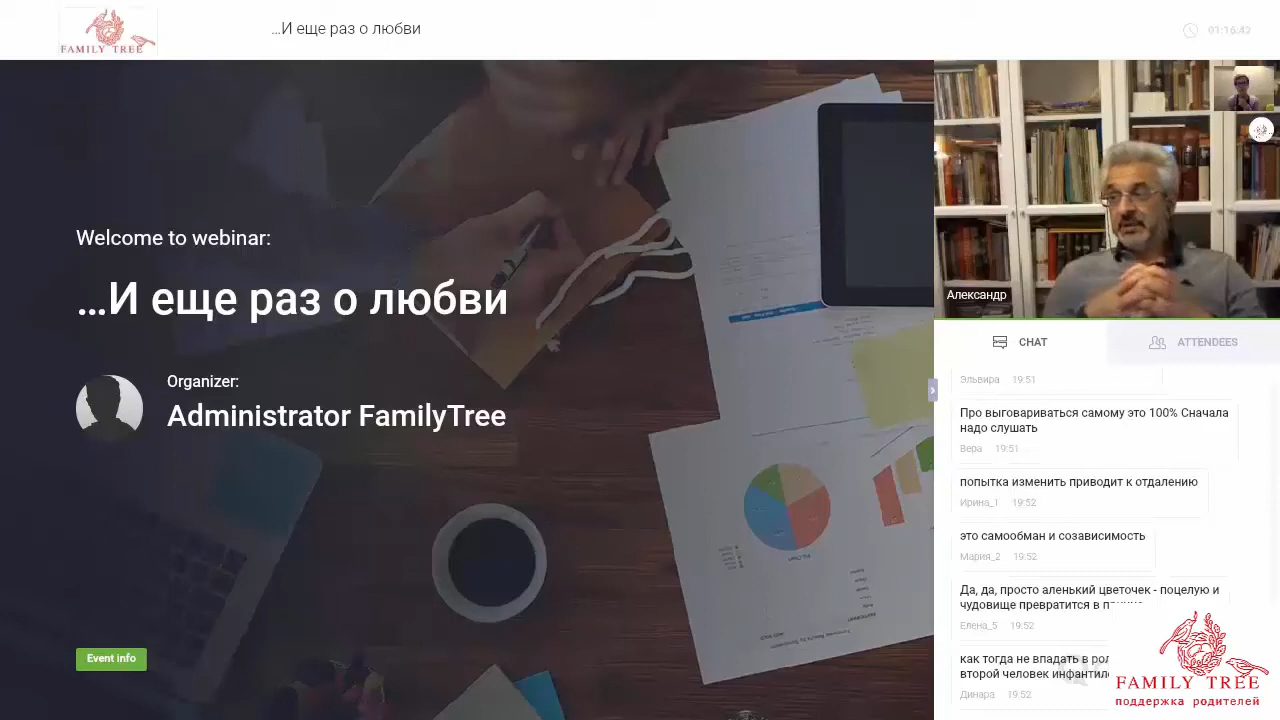 FAMILY TREE
...И еще раз о любви
01:16:42
Welcome to webinar:
...И еще раз о любви
Organizer:
Administrator FamilyTree
Event info
Александр
CHAT
ATTENDEES
Эльвира 19:51
Про выговариваться самому это 100% Сначала
надо слушать
Вера 19:51
попытка изменить приводит к отдалению
Ирина_1 19:52
это самообман и созависимость
Мария_2 19:52
Да, да, просто аленький цветочек - поцелую и
чудовище превратится в
Елена_5 19:52
как тогда не впадать в
второй человек
Динара 19:52
FAMILY TREE
поддержка родителей